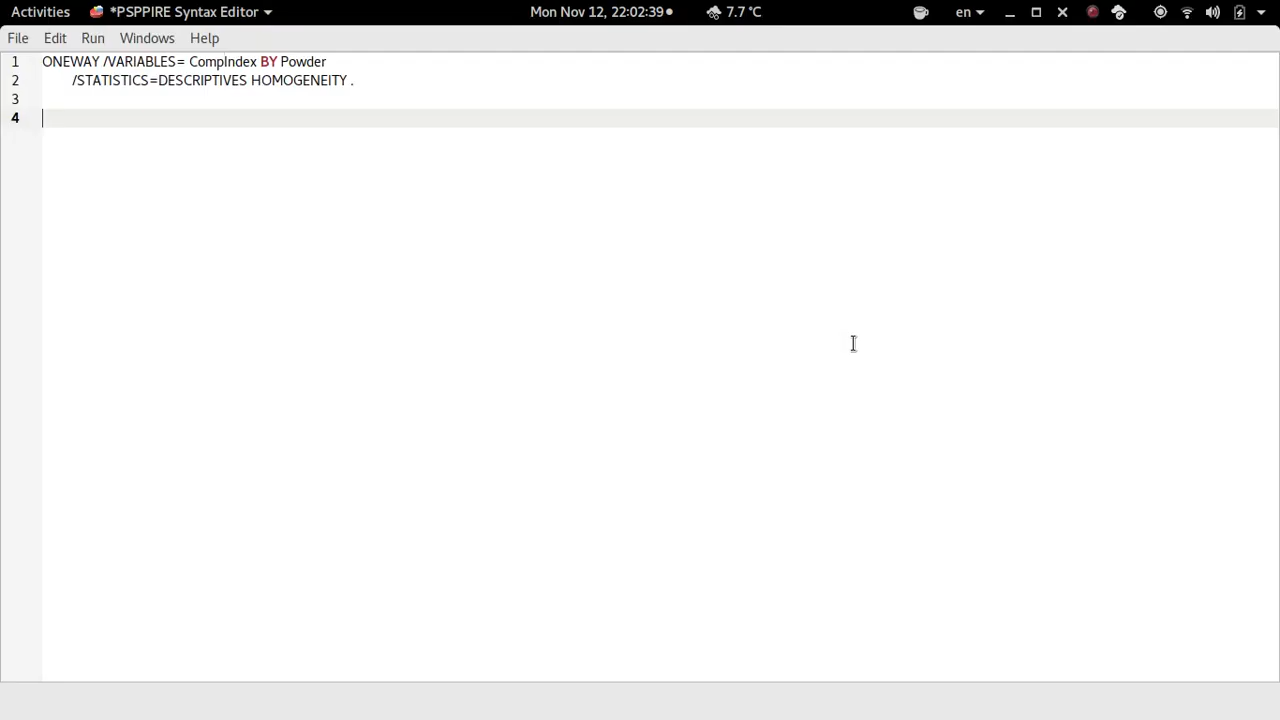 Activities *PSPPIRE Syntax Editor Mon Nov 12, 22:02:39 7.7 °C en
File Edit Run Windows Help
1 ONEWAY /VARIABLES= CompIndex BY Powder
2 /STATISTICS=DESCRIPTIVES HOMOGENEITY .
3
4